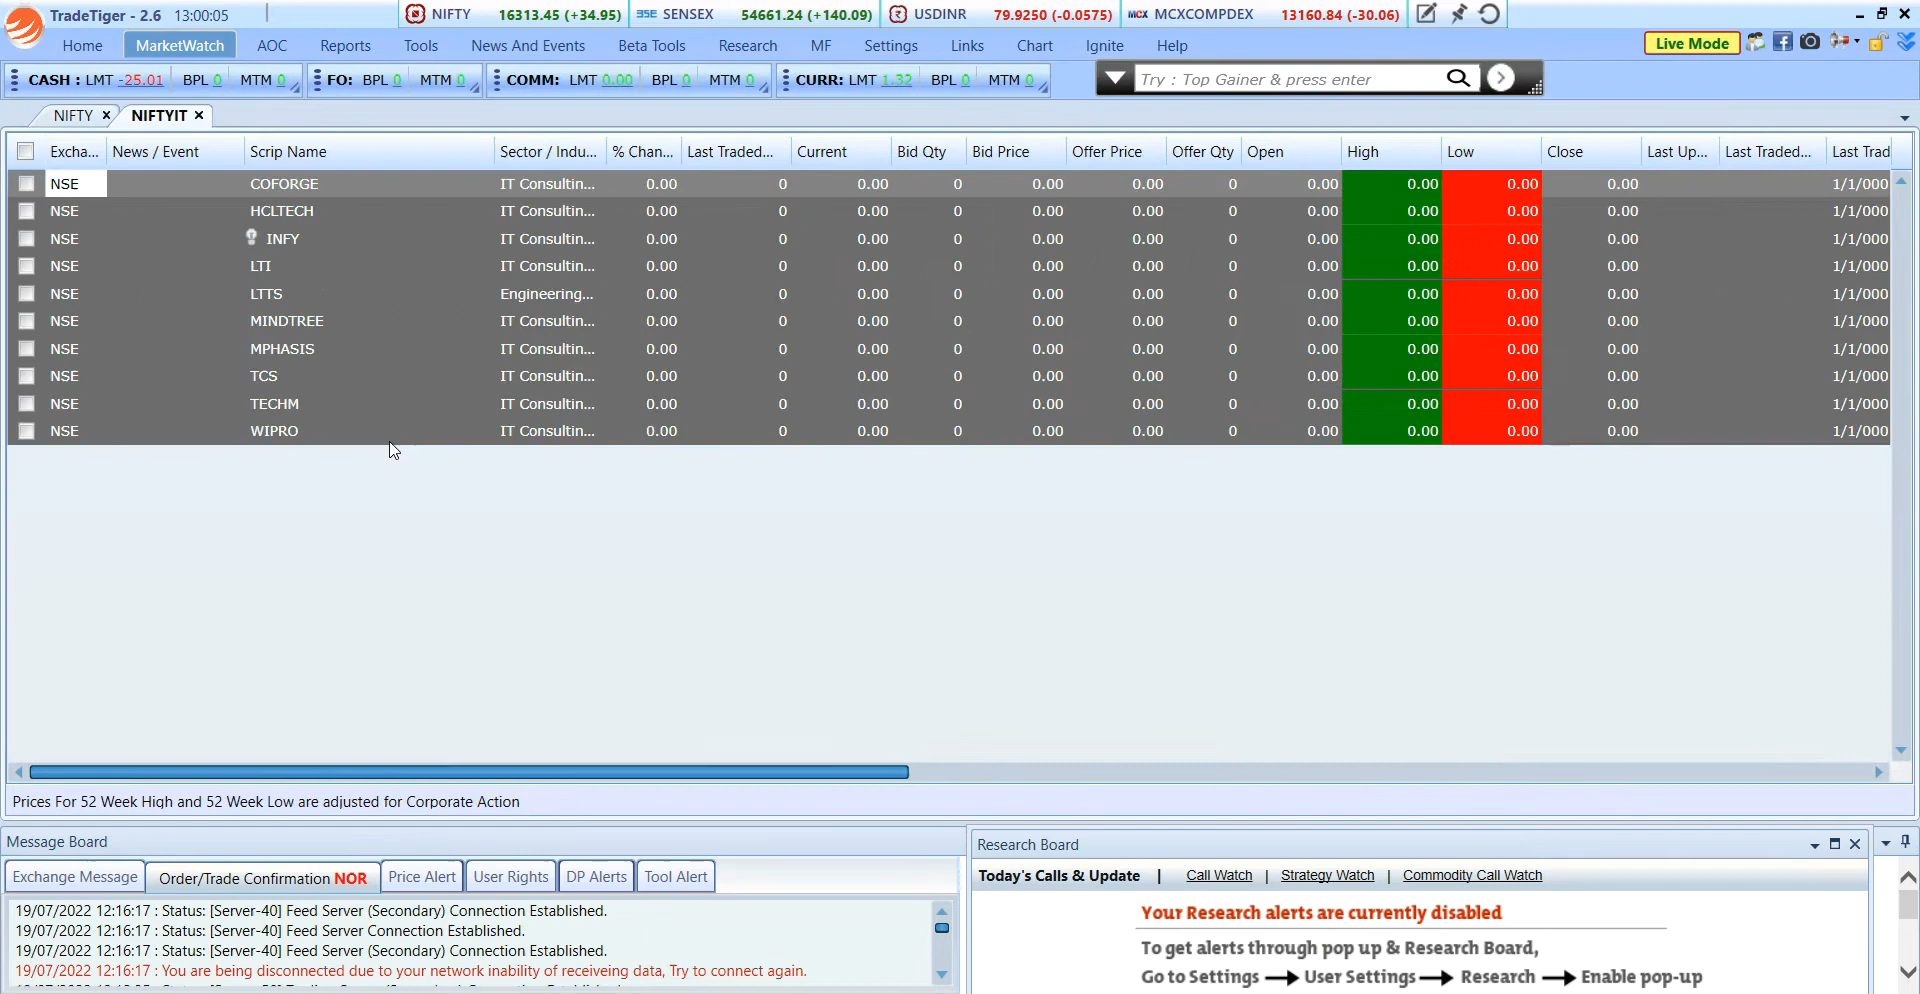 TradeTiger - 2.6 13:00:05 NIFTY 16313.45 (+34.95) BSE SENSEX 54661.24 (+140.09) USDINR 79.9250 (-0.0575) MCX MCXCOMPDEX 13160.84 (-30.06)
Home MarketWatch AOC Reports Tools News And Events Beta Tools Research MF Settings Links Chart Ignite Help Live Mode
CASH : LMT -25.01 BPL 0 MTM 0 FO: BPL 0 MTM 0 COMM: LMT 0.00 BPL 0 MTM 0 CURR: LMT 1.32 BPL 0 MTM 0 Try : Top Gainer & press enter
NIFTY NIFTYIT
Excha... News / Event Scrip Name Sector / Indu... % Chan... Last Traded... Current Bid Qty Bid Price Offer Price Offer Qty Open High Low Close Last Up... Last Traded... Last Trad
NSE COFORGE IT Consultin... 0.00 0 0.00 0 0.00 0.00 0 0.00 0.00 0.00 0.00 1/1/000
NSE HCLTECH IT Consultin... 0.00 0 0.00 0 0.00 0.00 0 0.00 0.00 0.00 0.00 1/1/000
NSE INFY IT Consultin... 0.00 0 0.00 0 0.00 0.00 0 0.00 0.00 0.00 0.00 1/1/000
NSE LTI IT Consultin... 0.00 0 0.00 0 0.00 0.00 0 0.00 0.00 0.00 0.00 1/1/000
NSE LTTS Engineering... 0.00 0 0.00 0 0.00 0.00 0 0.00 0.00 0.00 0.00 1/1/000
NSE MINDTREE IT Consultin... 0.00 0 0.00 0 0.00 0.00 0 0.00 0.00 0.00 0.00 1/1/000
NSE MPHASIS IT Consultin... 0.00 0 0.00 0 0.00 0.00 0 0.00 0.00 0.00 0.00 1/1/000
NSE TCS IT Consultin... 0.00 0 0.00 0 0.00 0.00 0 0.00 0.00 0.00 0.00 1/1/000
NSE TECHM IT Consultin... 0.00 0 0.00 0 0.00 0.00 0 0.00 0.00 0.00 0.00 1/1/000
NSE WIPRO IT Consultin... 0.00 0 0.00 0 0.00 0.00 0 0.00 0.00 0.00 0.00 1/1/000
Prices For 52 Week High and 52 Week Low are adjusted for Corporate Action
Message Board
Exchange Message Order/Trade Confirmation NOR Price Alert User Rights DP Alerts Tool Alert
19/07/2022 12:16:17 : Status: [Server-40] Feed Server (Secondary) Connection Established.
19/07/2022 12:16:17 : Status: [Server-40] Feed Server Connection Established.
19/07/2022 12:16:17 : Status: [Server-40] Feed Server (Secondary) Connection Established.
19/07/2022 12:16:17 : You are being disconnected due to your network inability of receiveing data, Try to connect again.
Research Board
Today's Calls & Update | Call Watch | Strategy Watch | Commodity Call Watch
Your Research alerts are currently disabled
To get alerts through pop up & Research Board,
Go to Settings → User Settings → Research → Enable pop-up